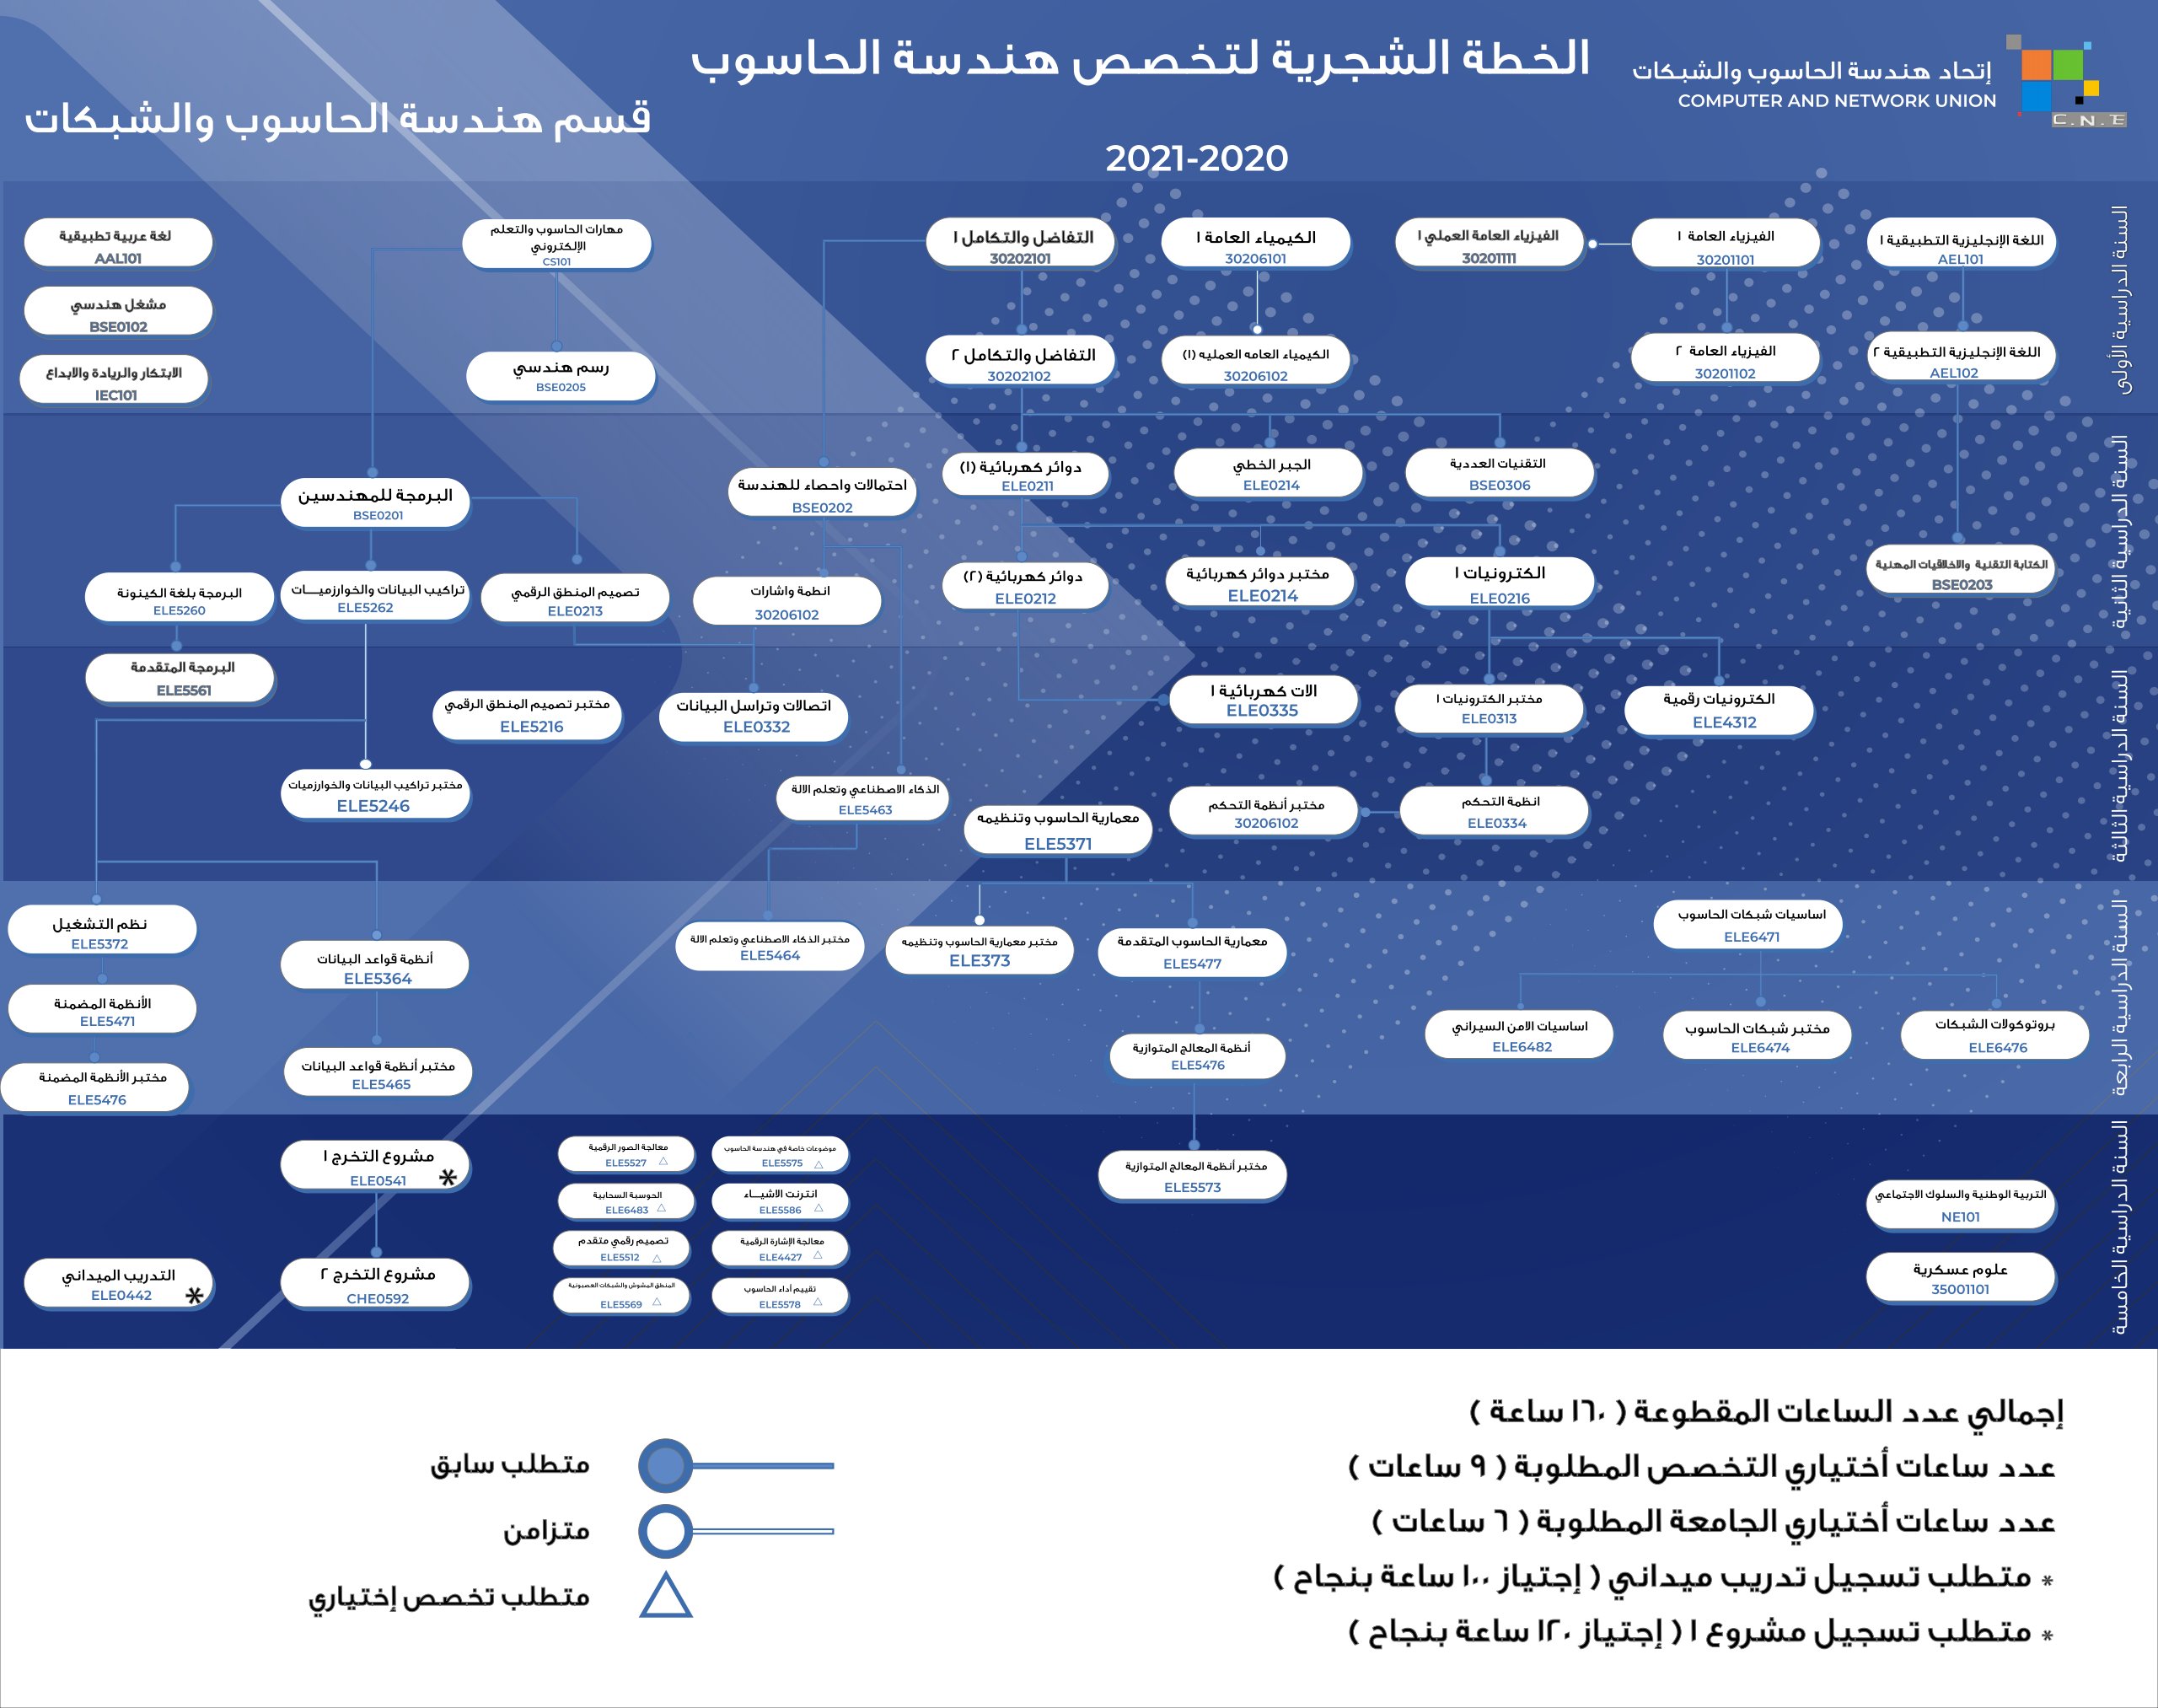 الخطة الشجرية لتخصص هندسة الحاسوب
إتحاد هندسة الحاسوب والشبكات
COMPUTER AND NETWORK UNION
C.N.E
قسم هندسة الحاسوب والشبكات
2021-2020
السنة الدراسية الأولى
اللغة الإنجليزية التطبيقية ١
AEL101
الفيزياء العامة ١
30201101
الفيزياء العامة العملي ١
30201111
الكيمياء العامة ١
30206101
التفاضل والتكامل ١
30202101
مهارات الحاسوب والتعلم
الإلكتروني
CS101
لغة عربية تطبيقية
AAL101
مشغل هندسي
BSE0102
اللغة الإنجليزية التطبيقية ٢
AEL102
الفيزياء العامة ٢
30201102
الكيمياء العامه العمليه (١)
30206102
التفاضل والتكامل ٢
30202102
رسم هندسي
BSE0205
الابتكار والريادة والابداع
IEC101
السنة الدراسية الثانية
التقنيات العددية
BSE0306
الجبر الخطي
ELE0214
دوائر كهربائية (١)
ELE0211
احتمالات واحصاء للهندسة
BSE0202
البرمجة للمهندسين
BSE0201
الكتابة التقنية والاخلاقيات المهنية
BSE0203
الكترونيات ١
ELE0216
مختبر دوائر كهربائية
ELE0214
دوائر كهربائية (٢)
ELE0212
انظمة واشارات
30206102
تصميم المنطق الرقمي
ELE0213
تراكيب البيانات والخوارزميـــات
ELE5262
البرمجة بلغة الكينونة
ELE5260
السنة الدراسية الثالثة
الكترونيات رقمية
ELE4312
مختبر الكترونيات ١
ELE0313
الات كهربائية ١
ELE0335
اتصالات وتراسل البيانات
ELE0332
مختبر تصميم المنطق الرقمي
ELE5216
البرمجة المتقدمة
ELE5561
انظمة التحكم
ELE0334
مختبر أنظمة التحكم
30206102
معمارية الحاسوب وتنظيمه
ELE5371
الذكاء الاصطناعي وتعلم الالة
ELE5463
مختبر تراكيب البيانات والخوارزميات
ELE5246
السنة الدراسية الرابعة
اساسيات شبكات الحاسوب
ELE6471
معمارية الحاسوب المتقدمة
ELE5477
مختبر معمارية الحاسوب وتنظيمه
ELE373
مختبر الذكاء الاصطناعي وتعلم الالة
ELE5464
أنظمة قواعد البيانات
ELE5364
نظم التشغيل
ELE5372
بروتوكولات الشبكات
ELE6476
مختبر شبكات الحاسوب
ELE6474
اساسيات الامن السيراني
ELE6482
أنظمة المعالج المتوازية
ELE5476
مختبر أنظمة قواعد البيانات
ELE5465
الأنظمة المضمنة
ELE5471
مختبر الأنظمة المضمنة
ELE5476
السنة الدراسية الخامسة
التربية الوطنية والسلوك الاجتماعي
NE101
علوم عسكرية
35001101
مختبر أنظمة المعالج المتوازية
ELE5573
موضوعات خاصة في هندسة الحاسوب
ELE5575
معالجة الصور الرقمية
ELE5527
انترنت الاشيـــاء
ELE5586
الحوسبة السحابية
ELE6483
معالجة الإشارة الرقمية
ELE4427
تصميم رقمي متقدم
ELE5512
تقييم أداء الحاسوب
ELE5578
المنطق المشوش والشبكات العصبونية
ELE5569
مشروع التخرج ١
ELE0541 *
مشروع التخرج ٢
CHE0592
التدريب الميداني
ELE0442 *
إجمالي عدد الساعات المقطوعة ( ١٦٠ ساعة )
عدد ساعات أختياري التخصص المطلوبة ( ٩ ساعات )
عدد ساعات أختياري الجامعة المطلوبة ( ٦ ساعات )
* متطلب تسجيل تدريب ميداني ( إجتياز ١٠٠ ساعة بنجاح )
* متطلب تسجيل مشروع ١ ( إجتياز ١٢٠ ساعة بنجاح )
متطلب سابق
متزامن
متطلب تخصص إختياري